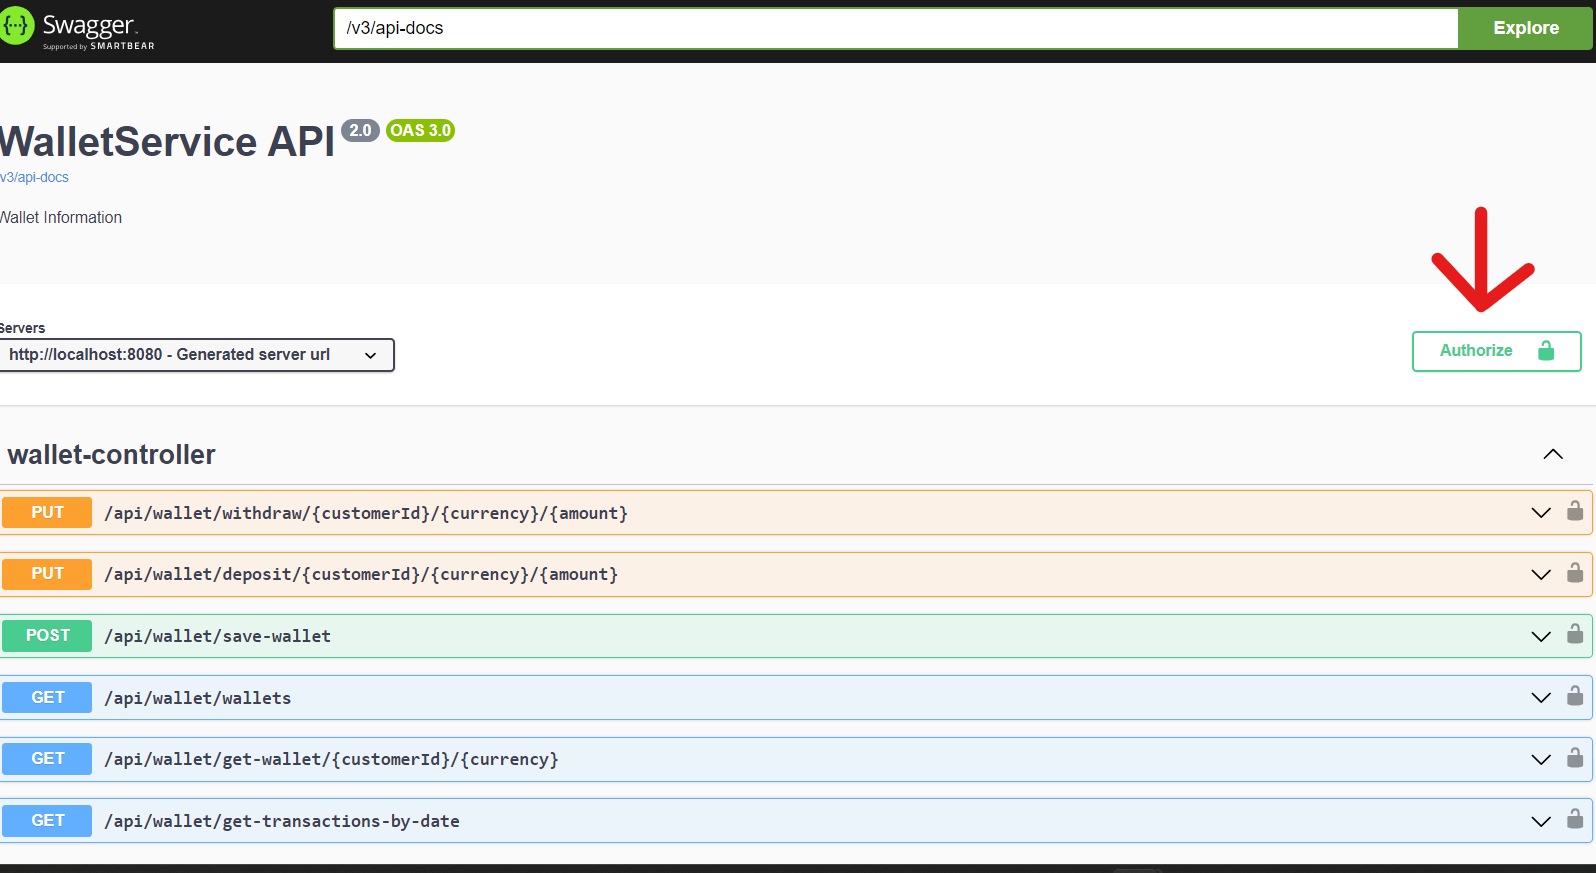 Swagger
Supported by SMARTBEAR
/v3/api-docs
Explore
WalletService API 2.0 OAS 3.0
v3/api-docs
Wallet Information
Servers
http://localhost:8080 - Generated server url
Authorize
wallet-controller
PUT /api/wallet/withdraw/{customerId}/{currency}/{amount}
PUT /api/wallet/deposit/{customerId}/{currency}/{amount}
POST /api/wallet/save-wallet
GET /api/wallet/wallets
GET /api/wallet/get-wallet/{customerId}/{currency}
GET /api/wallet/get-transactions-by-date